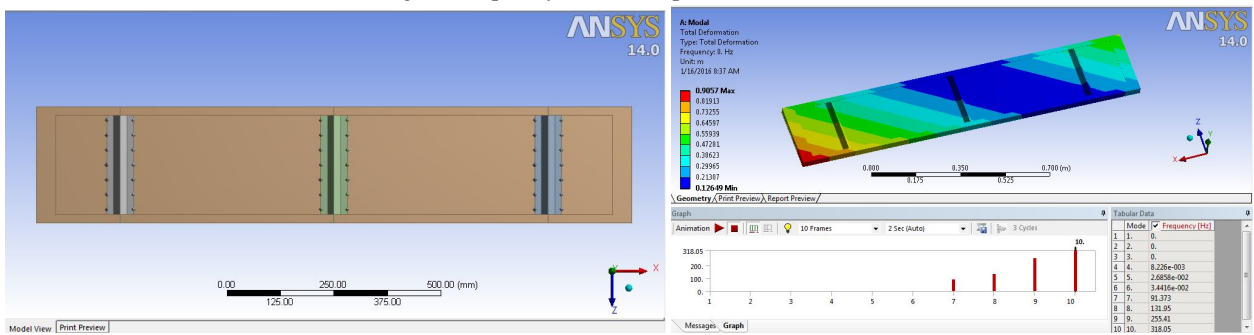 ANSYS
14.0
X
Z
0.00
250.00
500.00 (mm)
125.00
375.00
Model View
Print Preview
A: Modal
Total Deformation
Type: Total Deformation
Frequency: 0. Hz
Unit: m
1/16/2016 8:37 AM
0.9057 Max
0.81913
0.73255
0.64597
0.55939
0.47281
0.38623
0.29965
0.21307
0.12649 Min
ANSYS
14.0
Z
Y
X
0.000
0.350
0.700 (m)
0.175
0.525
Geometry
Print Preview
Report Preview
Graph
Animation
10 Frames
2 Sec (Auto)
3 Cycles
10.
318.05
200.
100.
0.
1 2 3 4 5 6 7 8 9 10
Messages Graph
Tabular Data
Mode Frequency [Hz]
1 1. 0.
2 2. 0.
3 3. 0.
4 4. 8.226e-003
5 5. 2.6858e-002
6 6. 3.4416e-002
7 7. 91.373
8 8. 131.95
9 9. 255.41
10 10. 318.05